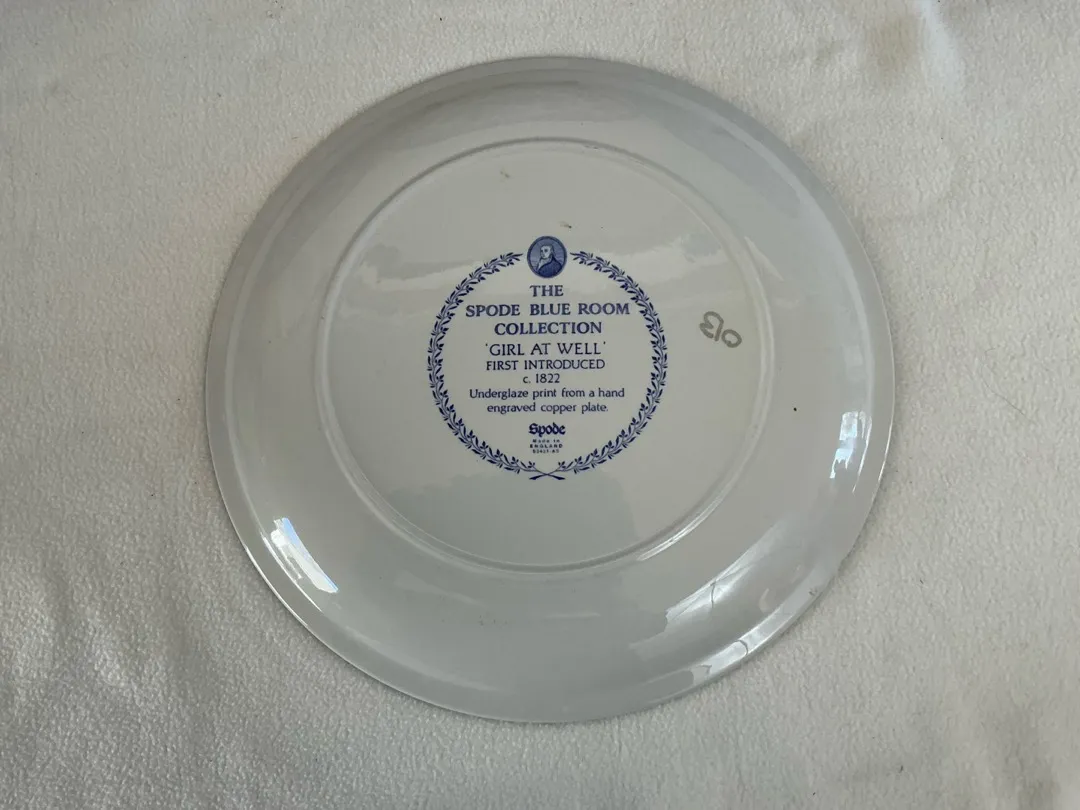 THE
SPODE BLUE ROOM
COLLECTION
'GIRL AT WELL'
FIRST INTRODUCED
c. 1822
Underglaze print from a hand
engraved copper plate.
Spode
MADE IN
ENGLAND